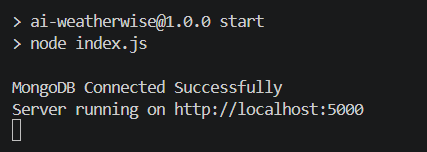 > ai-weatherwise@1.0.0 start
> node index.js
MongoDB Connected Successfully
Server running on http://localhost:5000